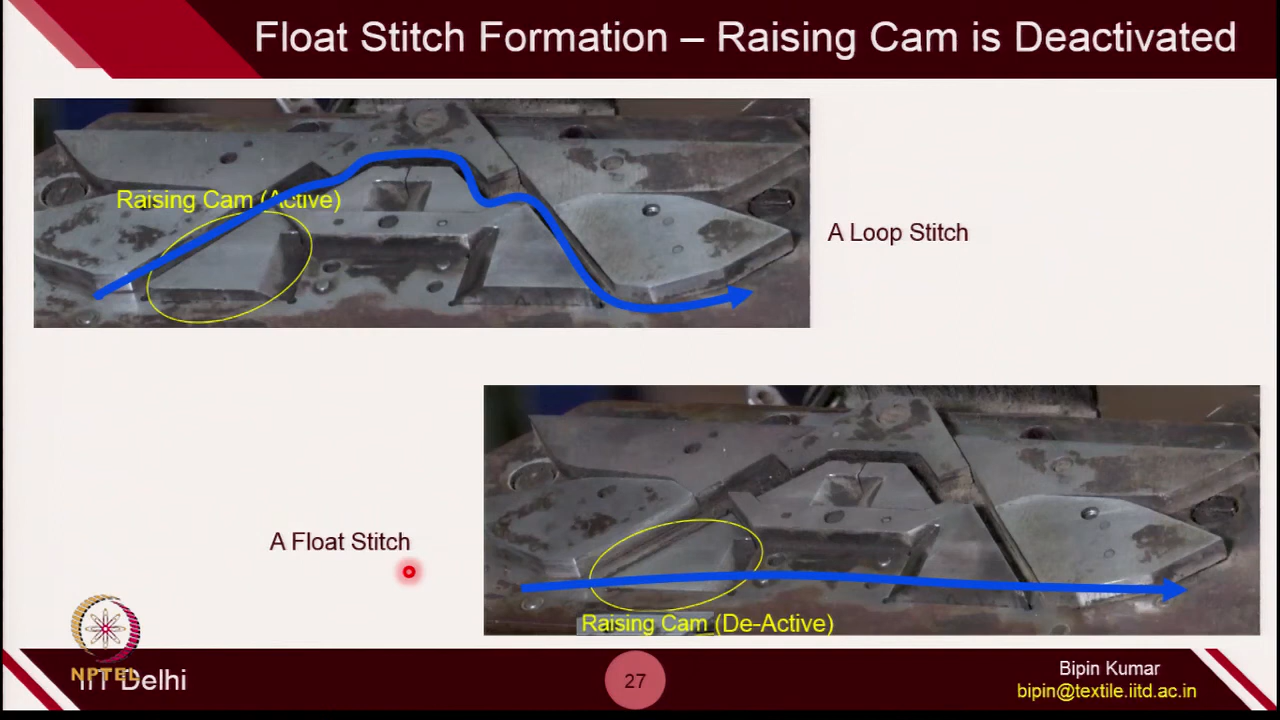 Float Stitch Formation – Raising Cam is Deactivated
Raising Cam (Active)
A Loop Stitch
A Float Stitch
Raising Cam (De-Active)
NPTEL
IIT Delhi
27
Bipin Kumar
bipin@textile.iitd.ac.in